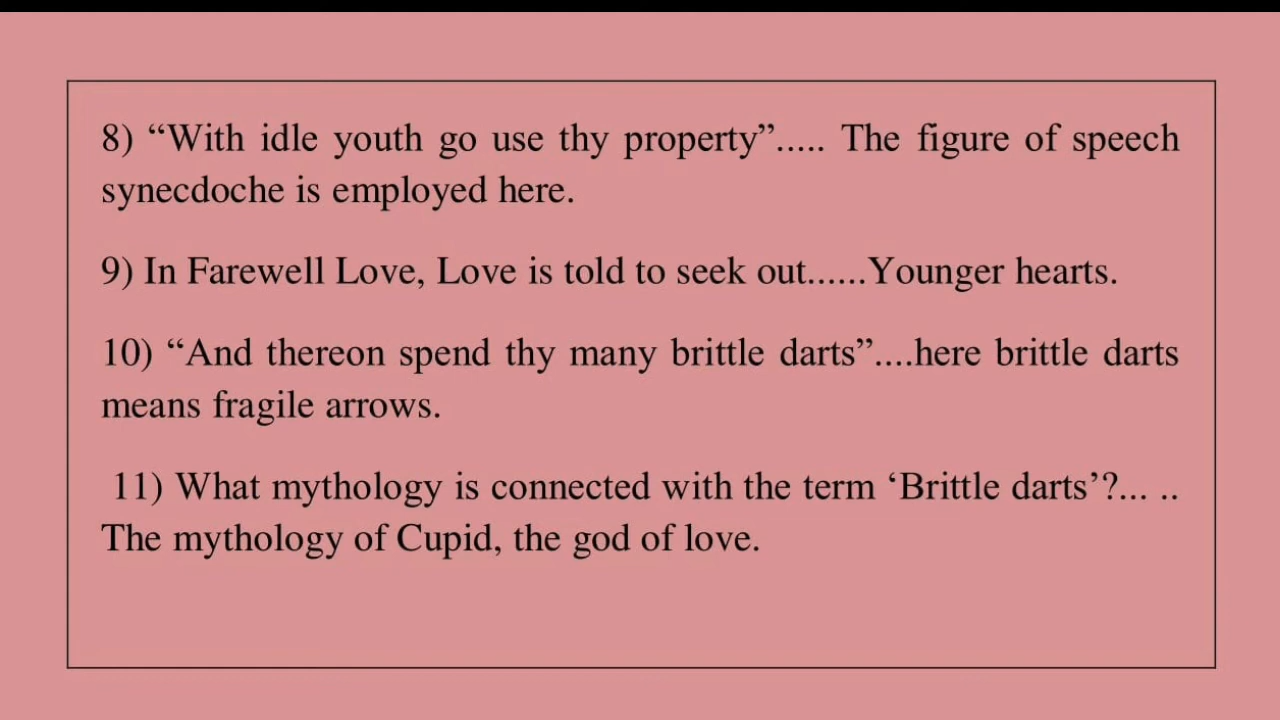 8) “With idle youth go use thy property”..... The figure of speech
synecdoche is employed here.
9) In Farewell Love, Love is told to seek out......Younger hearts.
10) “And thereon spend thy many brittle darts”....here brittle darts
means fragile arrows.
11) What mythology is connected with the term ‘Brittle darts’?... ..
The mythology of Cupid, the god of love.